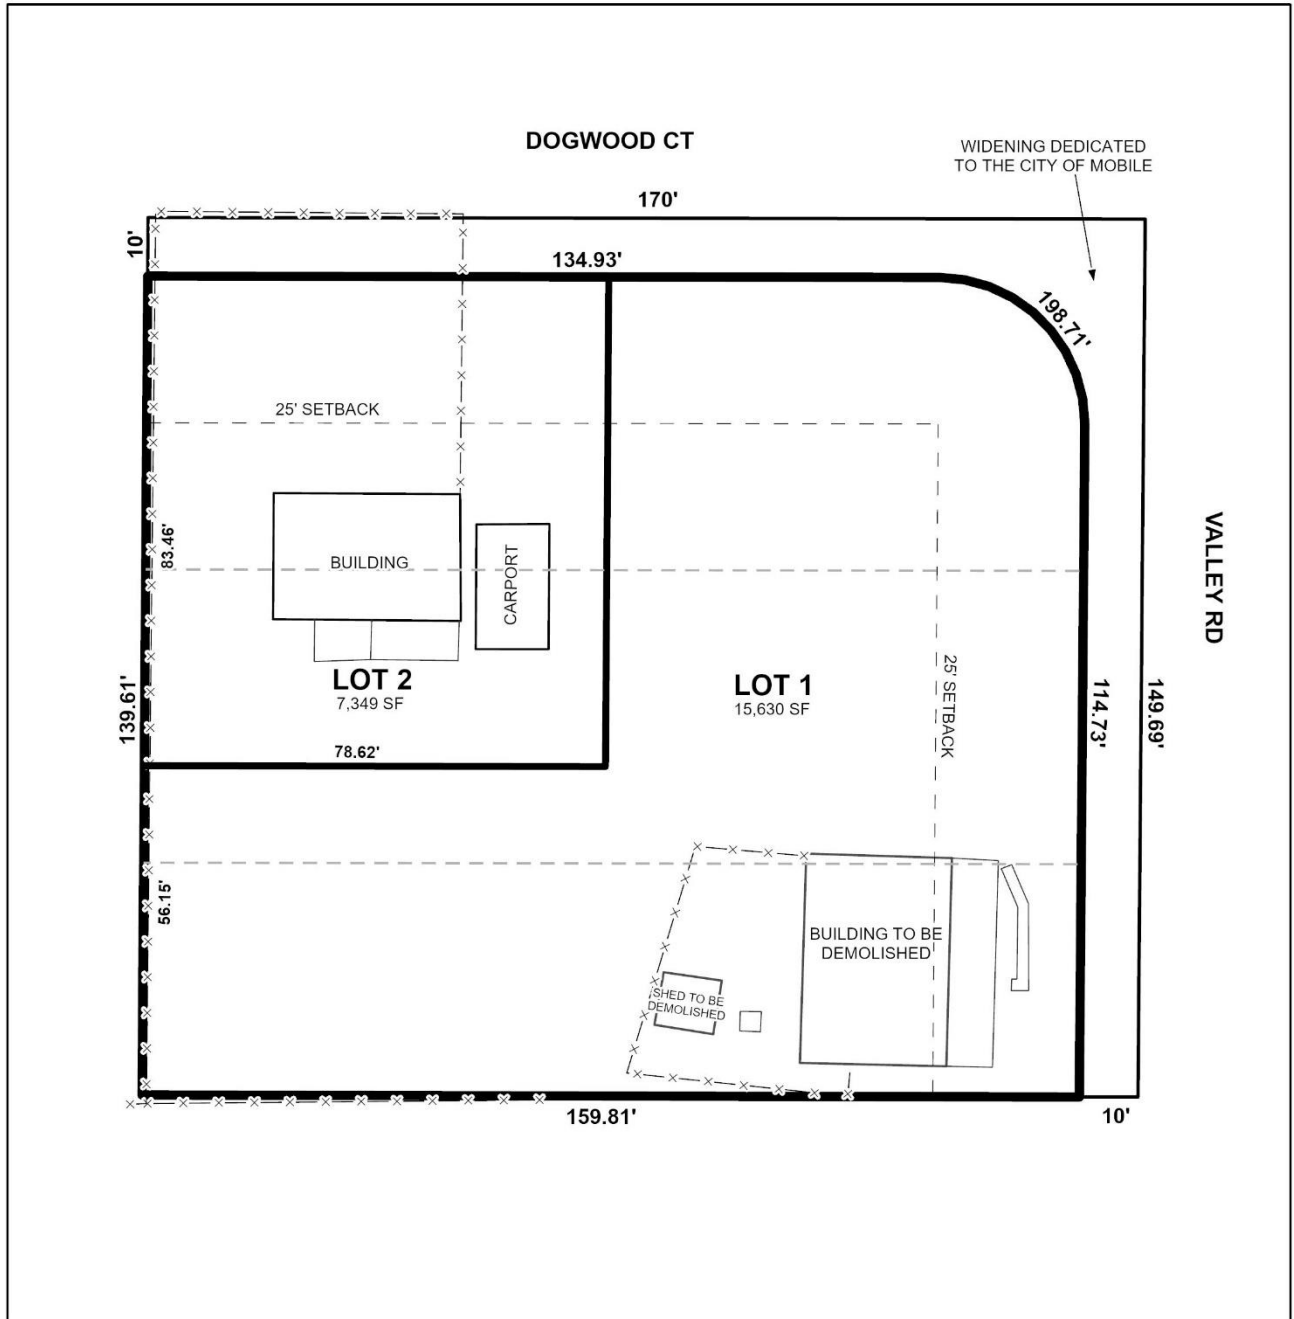 DOGWOOD CT
WIDENING DEDICATED
TO THE CITY OF MOBILE
170'
10'
134.93'
198.71'
25' SETBACK
83.46'
BUILDING
CARPORT
VALLEY RD
LOT 2
7,349 SF
LOT 1
15,630 SF
25' SETBACK
139.61'
114.73'
149.69'
78.62'
56.15'
BUILDING TO BE
DEMOLISHED
SHED TO BE
DEMOLISHED
159.81'
10'